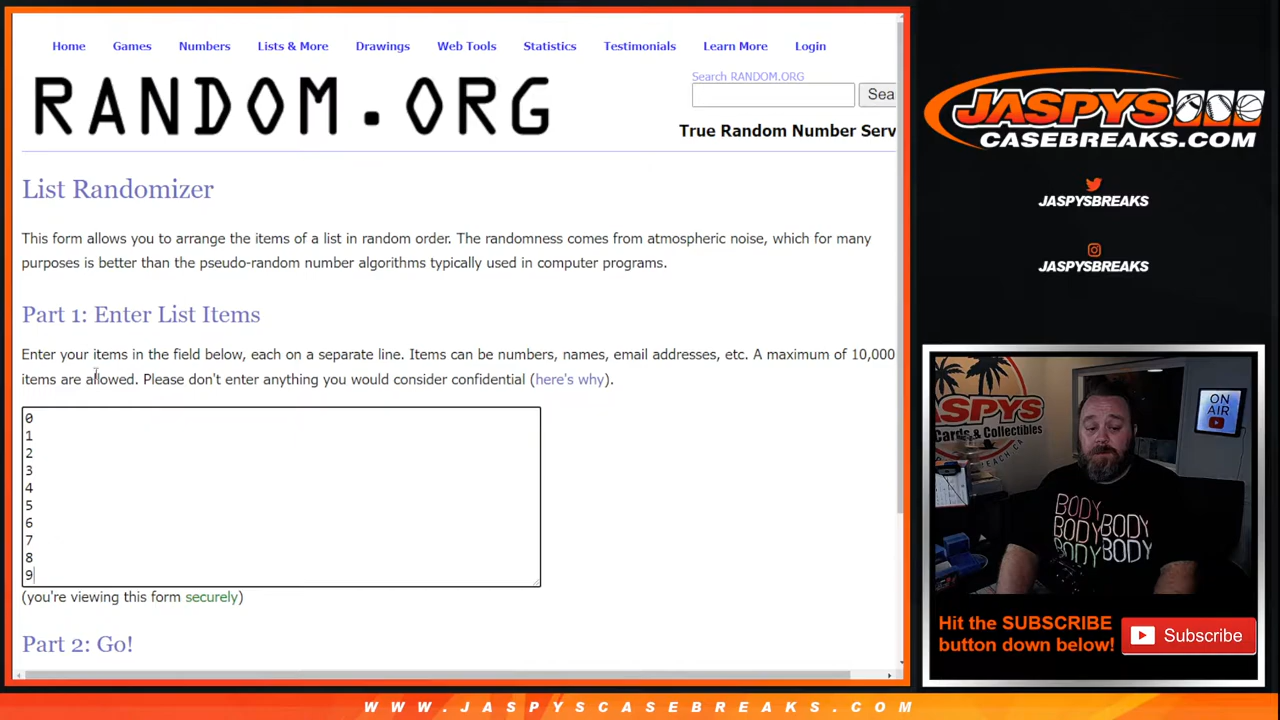 Home Games Numbers Lists & More Drawings Web Tools Statistics Testimonials Learn More Login
RANDOM.ORG
Search RANDOM.ORG
Sea
True Random Number Serv
List Randomizer
This form allows you to arrange the items of a list in random order. The randomness comes from atmospheric noise, which for many
purposes is better than the pseudo-random number algorithms typically used in computer programs.
Part 1: Enter List Items
Enter your items in the field below, each on a separate line. Items can be numbers, names, email addresses, etc. A maximum of 10,000
items are allowed. Please don't enter anything you would consider confidential (here's why).
0
1
2
3
4
5
6
7
8
9
(you're viewing this form securely)
Part 2: Go!
JASPYS
CASEBREAKS.COM
JASPYSBREAKS
JASPYSBREAKS
ASPYS
Cards & Collectibles
ON
AIR
BODY
BODY BODY
BODY BODY
Hit the SUBSCRIBE
button down below!
Subscribe
WWW.JASPYSCASEBREAKS.COM